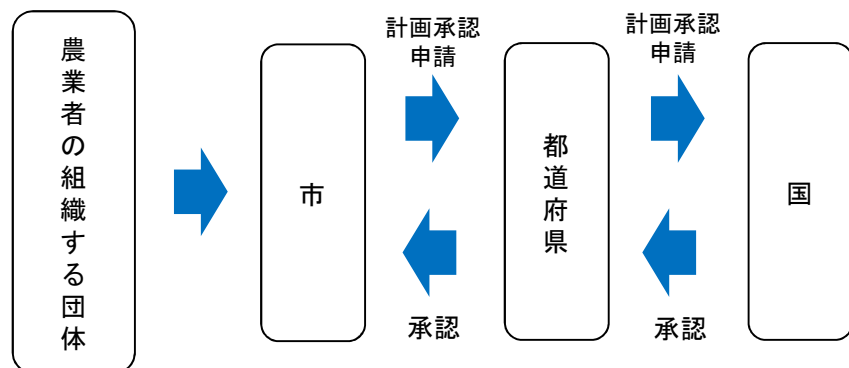 農業者の組織する団体
市
計画承認
申請
承認
都道府県
計画承認
申請
承認
国